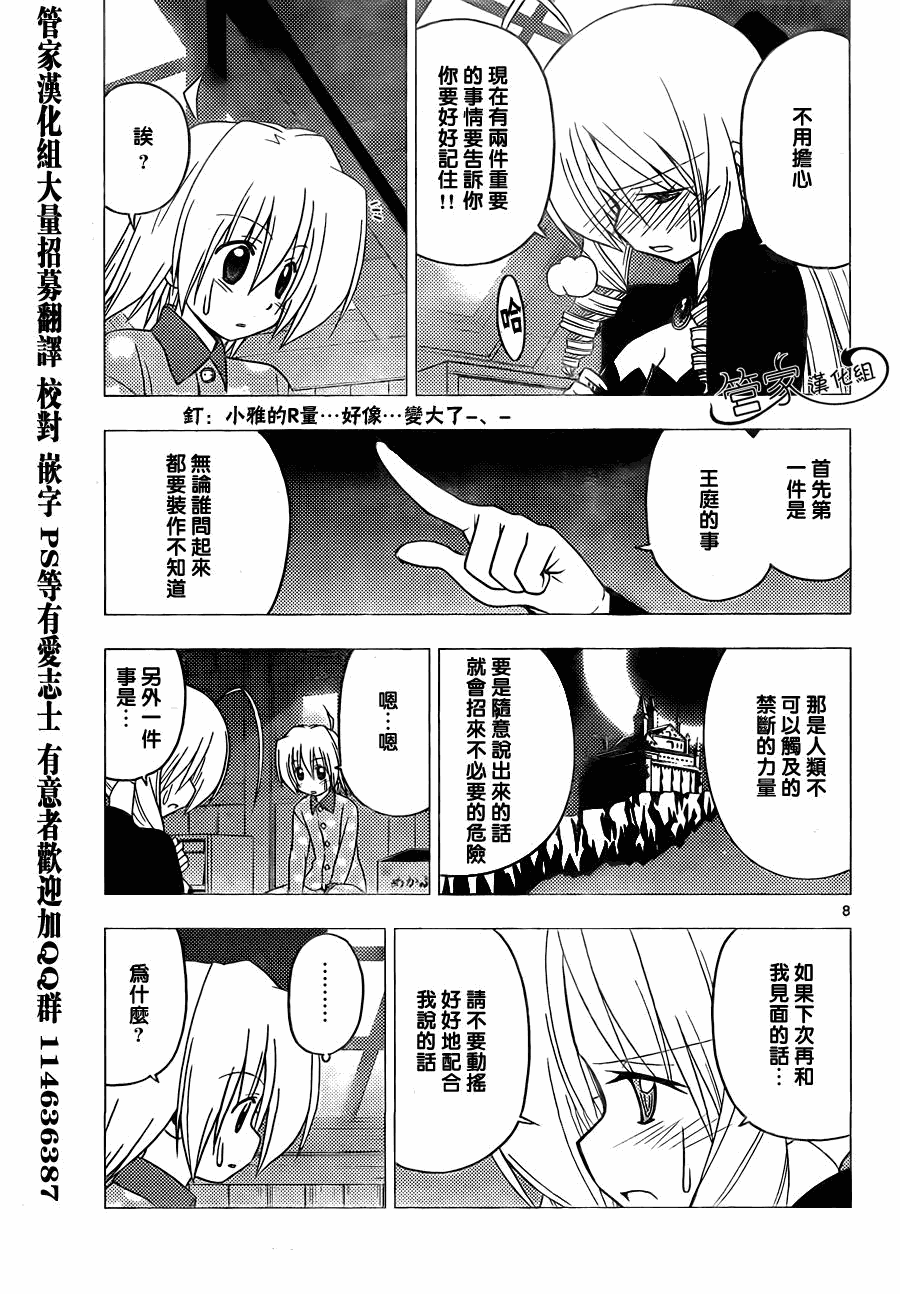 不用擔心
現在有兩件重要
的事情要告訴你
你要好好記住!!
哈
管家漢化組
誒?
釘:小雅的R量…好像…變大了-、-
首先第
一件是
王庭的
事
無論誰問起來
都要裝作不知道
那是人類不
可以觸及的
禁斷的力量
要是隨意說出來的話
就會招來不必要的危險
嗯…嗯
另外一件
事是…
めかぶ
8
如果下次再和
我見面的話…
請不要動搖
好好地配合
我說的話
………
為什麼?
管家漢化組大量招募翻譯 校對 嵌字 PS等有愛志士 有意者歡迎加QQ群 114636387